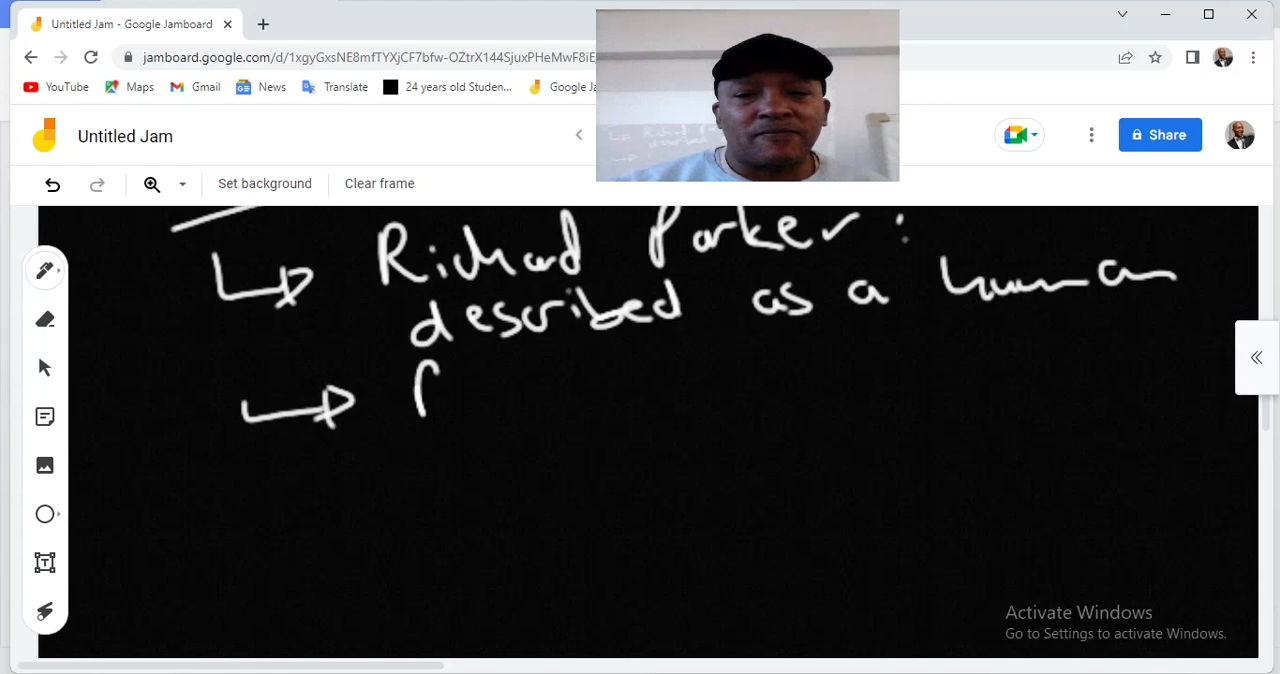 Untitled Jam - Google Jamboard
jamboard.google.com/d/1xgyGxsNE8mfTYXjCF7bfw-OZtrX144SjuxPHeMwF8iE
YouTube Maps Gmail News Translate 24 years old Studen... Google Ja
Untitled Jam
Share
Set background Clear frame
Richard Parker:
described as a human
Activate Windows
Go to Settings to activate Windows.